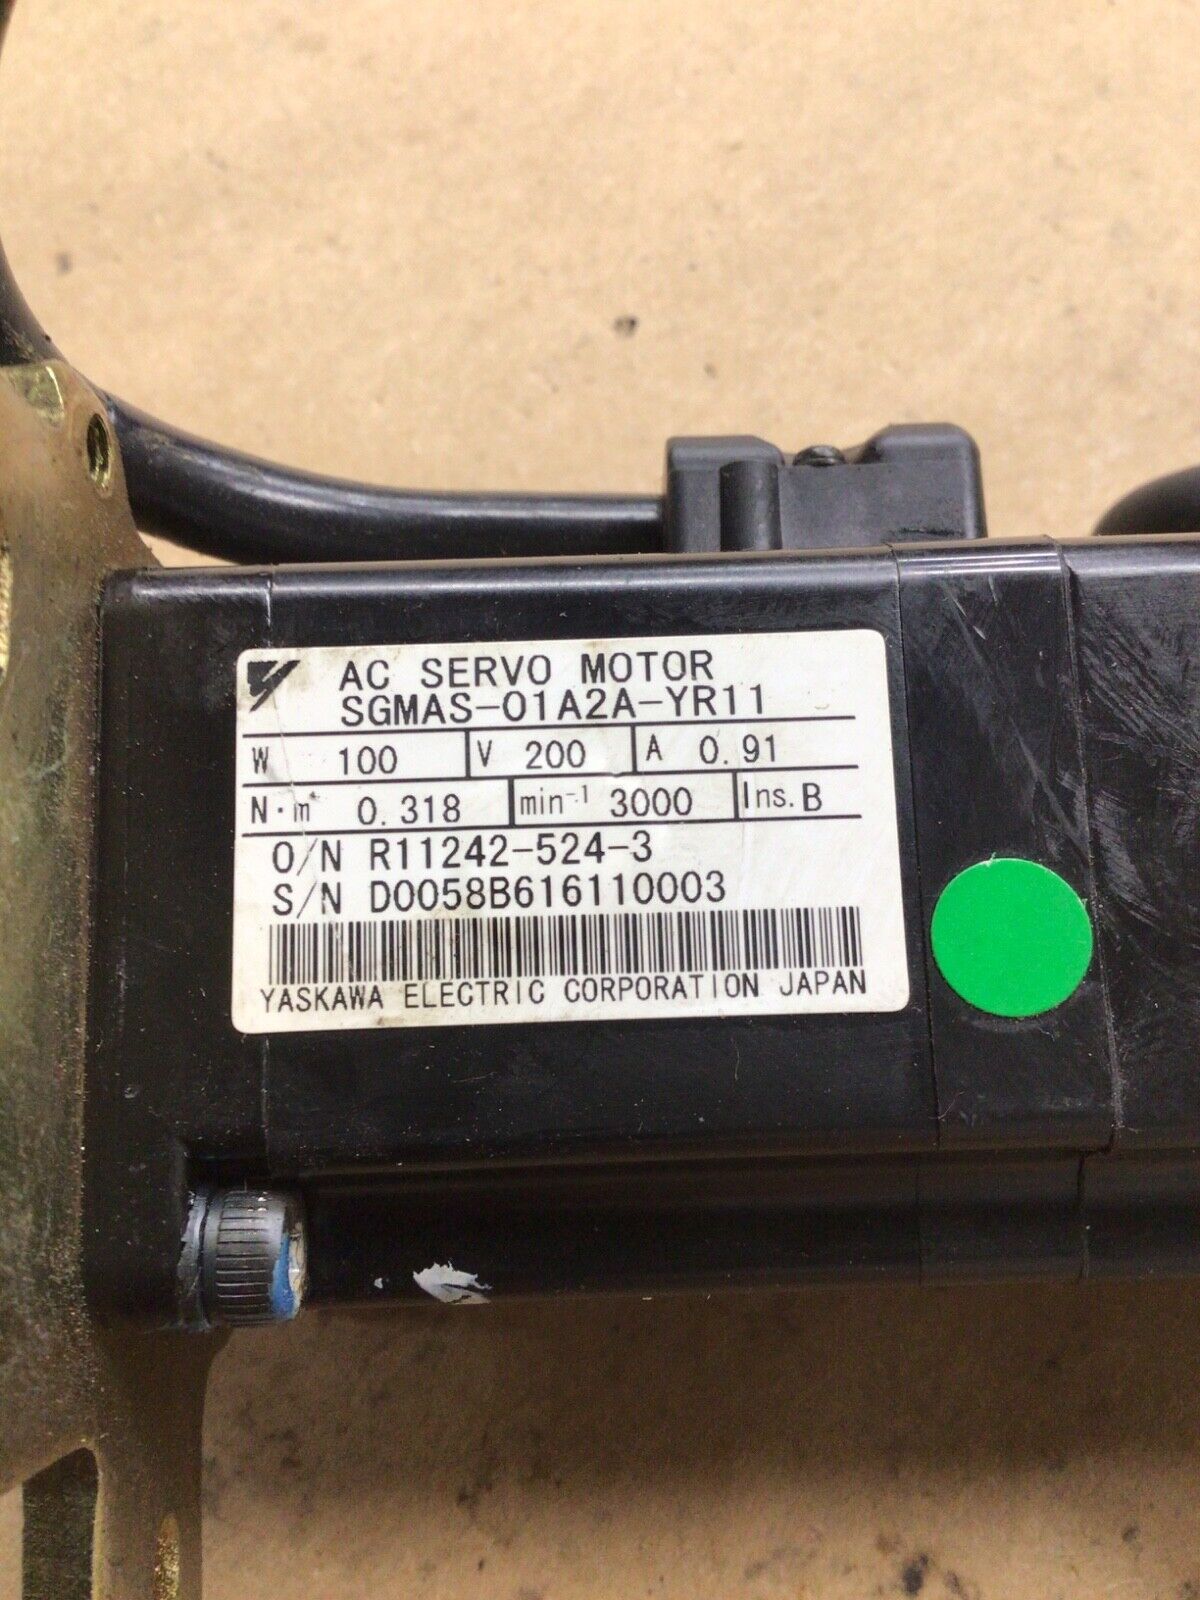 AC SERVO MOTOR
SGMAS-01A2A-YR11
W 100 V 200 A 0.91
N·m 0.318 min⁻¹ 3000 Ins. B
O/N R11242-524-3
S/N D0058B616110003
YASKAWA ELECTRIC CORPORATION JAPAN